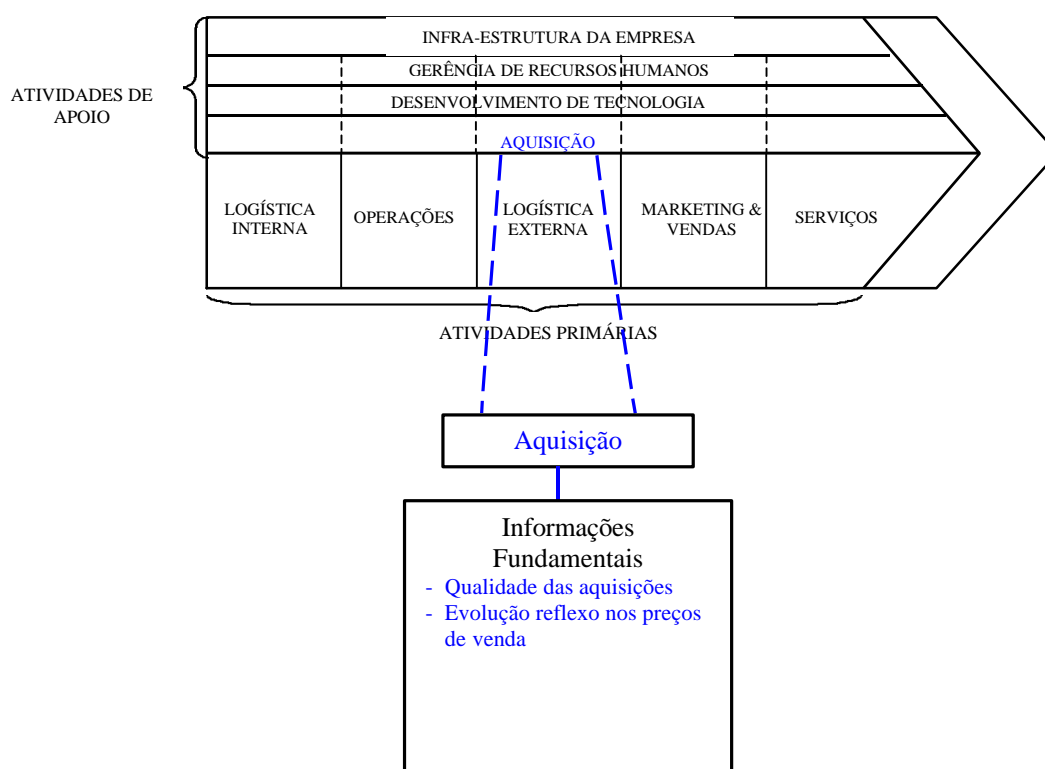 INFRA-ESTRUTURA DA EMPRESA
GERÊNCIA DE RECURSOS HUMANOS
DESENVOLVIMENTO DE TECNOLOGIA
ATIVIDADES DE
APOIO
AQUISIÇÃO
LOGÍSTICA
INTERNA
OPERAÇÕES
LOGÍSTICA
EXTERNA
MARKETING &
VENDAS
SERVIÇOS
ATIVIDADES PRIMÁRIAS
Aquisição
Informações
Fundamentais
- Qualidade das aquisições
- Evolução reflexo nos preços
de venda